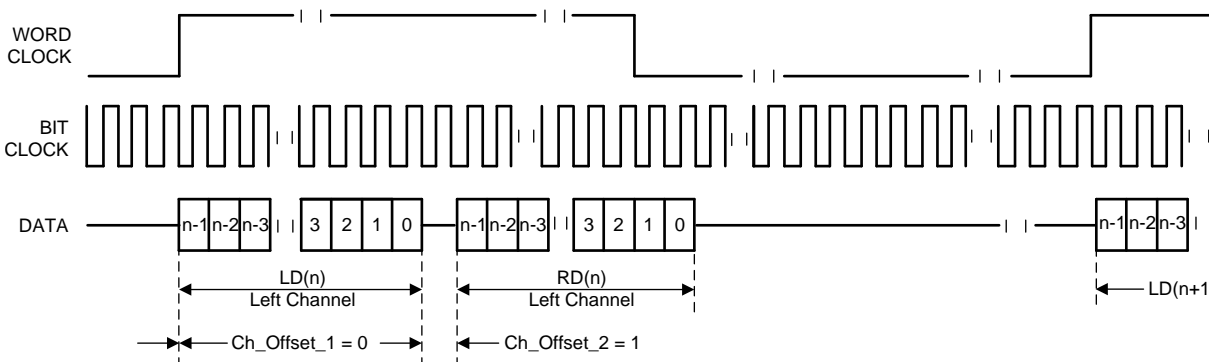 WORD
CLOCK
BIT
CLOCK
DATA
n-1 n-2 n-3 3 2 1 0 n-1 n-2 n-3 3 2 1 0 n-1 n-2 n-3
LD(n)
Left Channel
RD(n)
Left Channel
LD(n+1
Ch_Offset_1 = 0
Ch_Offset_2 = 1